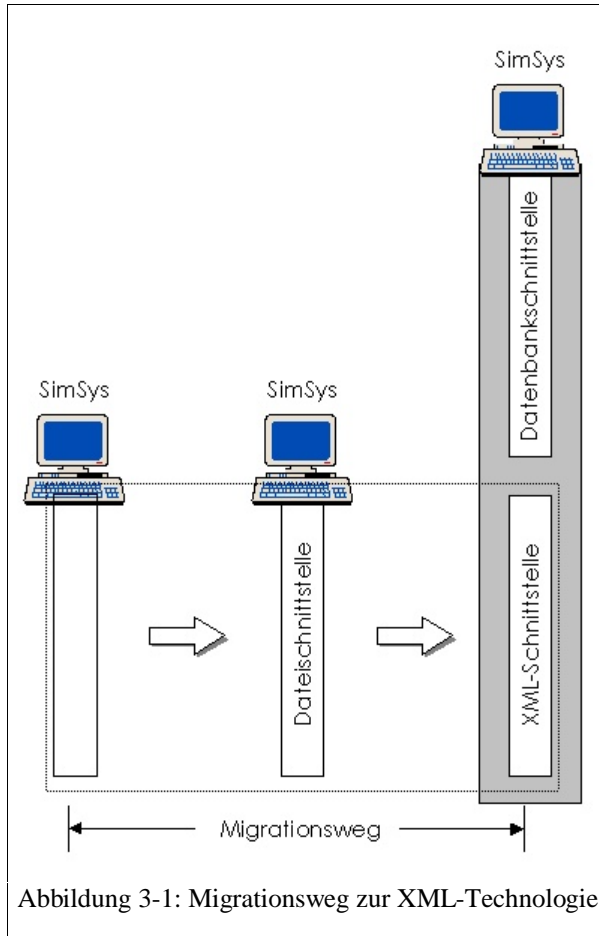 SimSys
Datenbankschnittstelle
SimSys
SimSys
Dateischnittstelle
XML-Schnittstelle
Migrationsweg
Abbildung 3-1: Migrationsweg zur XML-Technologie